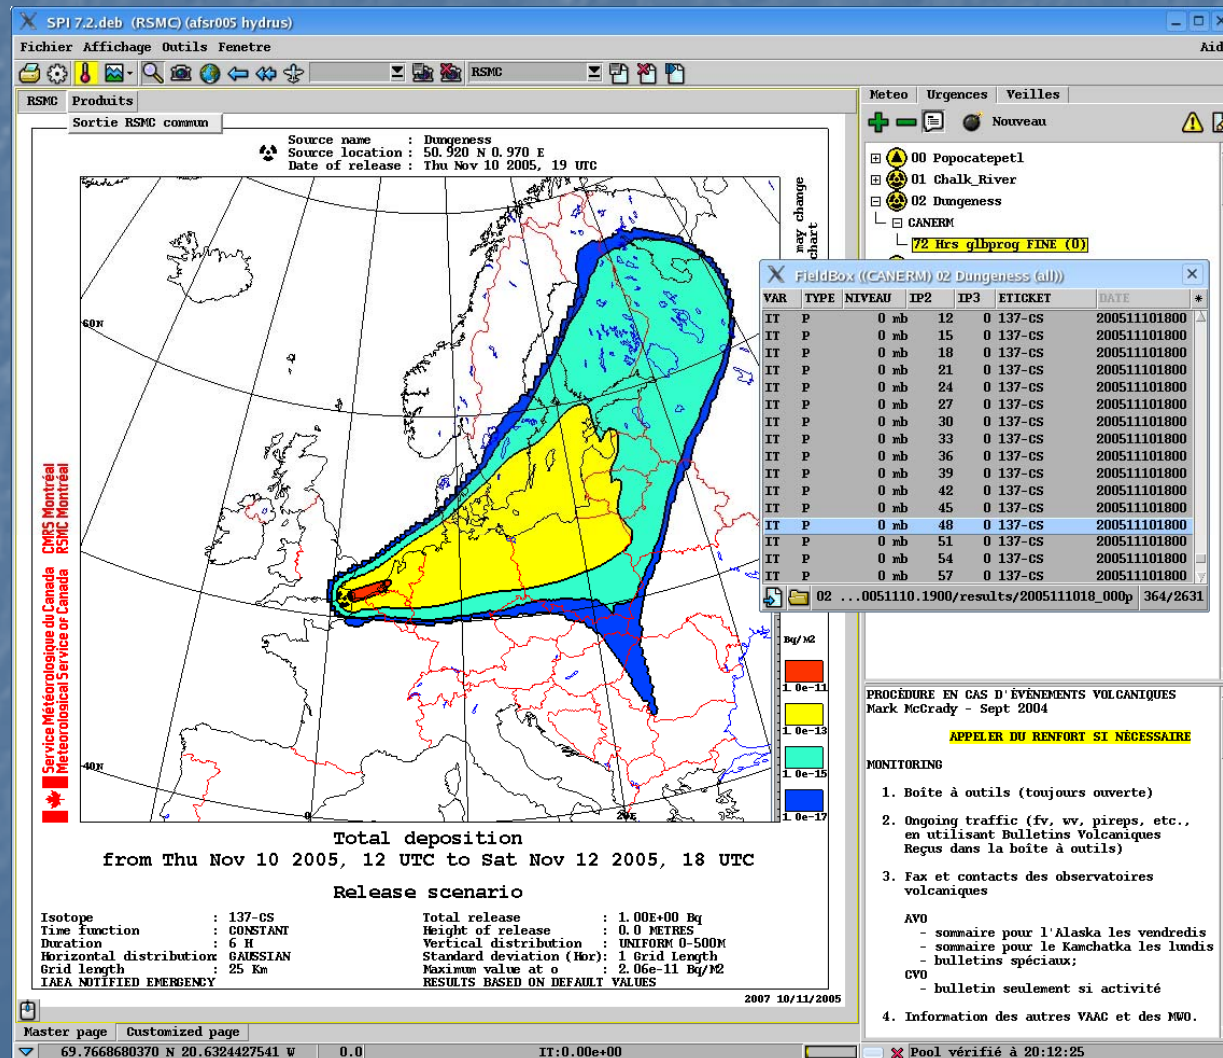 SPI 7.2.deb (RSMC) (afsr005 hydrus)
Fichier Affichage Outils Fenetre
Aid
RSMC
RSMC Produits
Sortie RSMC commun
Meteo Urgences Veilles
Nouveau
Source name : Dungeness
Source location : 50.920 N 0.970 E
Date of release : Thu Nov 10 2005, 19 UTC
may change
chart
60N
40N
0
20E
Service Météorologique du Canada CMRS Montréal
Meteorological Service of Canada RSMC Montréal
00 Popocatepetl
01 Chalk_River
02 Dungeness
CANERM
72 Hrs glbprog FINE (0)
FieldBox ((CANERM) 02 Dungeness (all))
VAR TYPE NIVEAU IP2 IP3 ETICKET DATE *
IT P 0 mb 12 0 137-CS 200511101800
IT P 0 mb 15 0 137-CS 200511101800
IT P 0 mb 18 0 137-CS 200511101800
IT P 0 mb 21 0 137-CS 200511101800
IT P 0 mb 24 0 137-CS 200511101800
IT P 0 mb 27 0 137-CS 200511101800
IT P 0 mb 30 0 137-CS 200511101800
IT P 0 mb 33 0 137-CS 200511101800
IT P 0 mb 36 0 137-CS 200511101800
IT P 0 mb 39 0 137-CS 200511101800
IT P 0 mb 42 0 137-CS 200511101800
IT P 0 mb 45 0 137-CS 200511101800
IT P 0 mb 48 0 137-CS 200511101800
IT P 0 mb 51 0 137-CS 200511101800
IT P 0 mb 54 0 137-CS 200511101800
IT P 0 mb 57 0 137-CS 200511101800
02 ...0051110.1900/results/2005111018_000p 364/2631
Bq/M2
1.0e-11
1.0e-13
1.0e-15
1.0e-17
Total deposition
from Thu Nov 10 2005, 12 UTC to Sat Nov 12 2005, 18 UTC
Release scenario
Isotope : 137-CS
Time function : CONSTANT
Duration : 6 H
Horizontal distribution: GAUSSIAN
Grid length : 25 Km
IAEA NOTIFIED EMERGENCY
Total release : 1.00E+00 Bq
Height of release : 0.0 METRES
Vertical distribution : UNIFORM 0-500M
Standard deviation (Hor): 1 Grid Length
Maximum value at o : 2.06e-11 Bq/M2
RESULTS BASED ON DEFAULT VALUES
2007 10/11/2005
PROCÉDURE EN CAS D'ÉVÉNEMENTS VOLCANIQUES
Mark McCrady - Sept 2004
APPELER DU RENFORT SI NÉCESSAIRE
MONITORING
1. Boîte à outils (toujours ouverte)
2. Ongoing traffic (fv, wv, pireps, etc.,
en utilisant Bulletins Volcaniques
Reçus dans la boîte à outils)
3. Fax et contacts des observatoires
volcaniques
AVO
- sommaire pour l'Alaska les vendredis
- sommaire pour le Kamchatka les lundis
- bulletins spéciaux;
CVO
- bulletin seulement si activité
4. Information des autres VAAC et des MWO.
Master page Customized page
69.7668680370 N 20.6324427541 W 0.0 IT:0.00e+00
Pool vérifié à 20:12:25